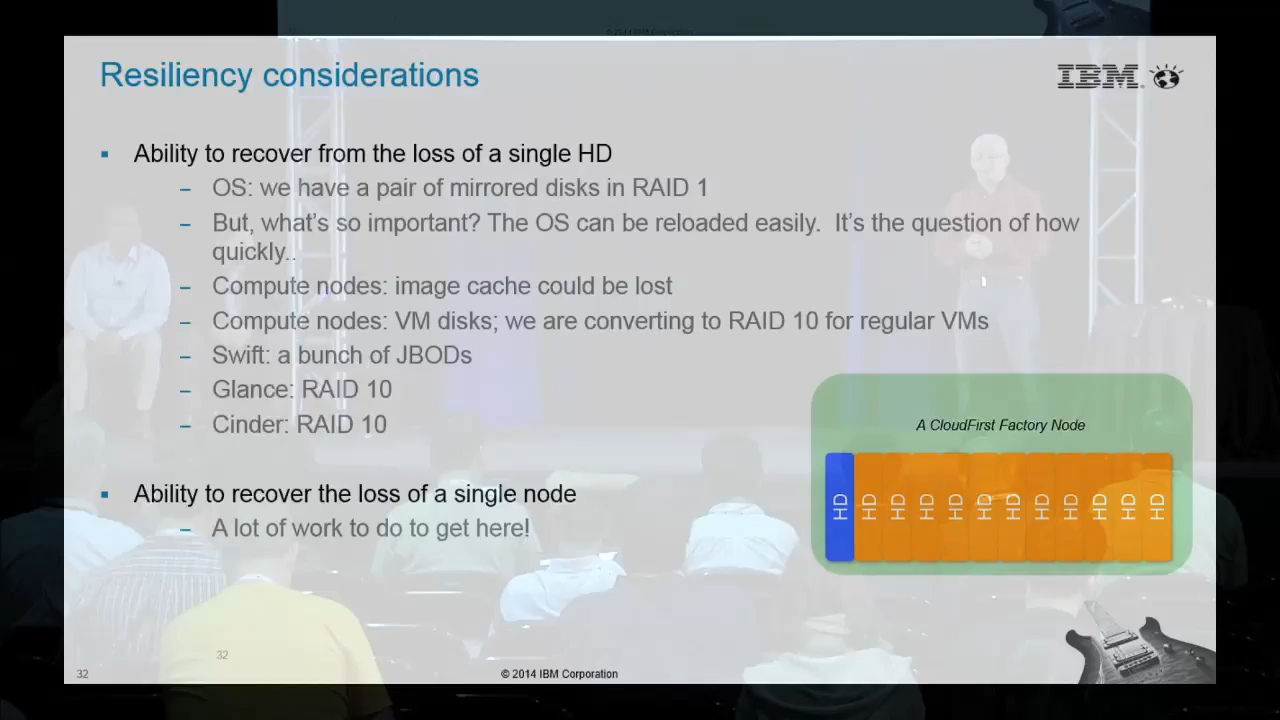 Resiliency considerations
IBM
Ability to recover from the loss of a single HD
– OS: we have a pair of mirrored disks in RAID 1
– But, what's so important? The OS can be reloaded easily. It's the question of how
quickly..
– Compute nodes: image cache could be lost
– Compute nodes: VM disks; we are converting to RAID 10 for regular VMs
– Swift: a bunch of JBODs
– Glance: RAID 10
– Cinder: RAID 10
A CloudFirst Factory Node
HD HD HD HD HD HD HD HD HD HD HD HD
Ability to recover the loss of a single node
– A lot of work to do to get here!
32
32
© 2014 IBM Corporation